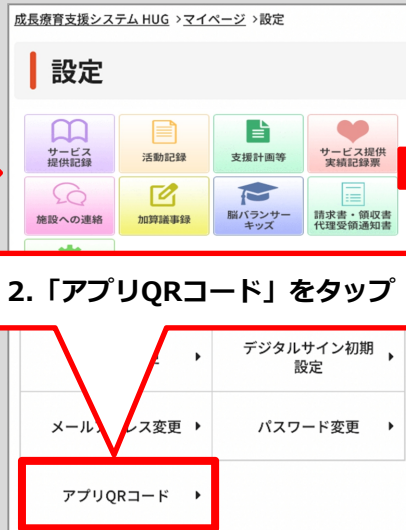 成長療育支援システム HUG >マイページ >設定
設定
サービス
提供記録
活動記録
支援計画等
サービス提供
実績記録票
施設への連絡
加算議事録
脳バランサー
キッズ
請求書・領収書
代理受領通知書
2.「アプリQRコード」をタップ
デジタルサイン初期
設定
メールアドレス変更
パスワード変更
アプリQRコード